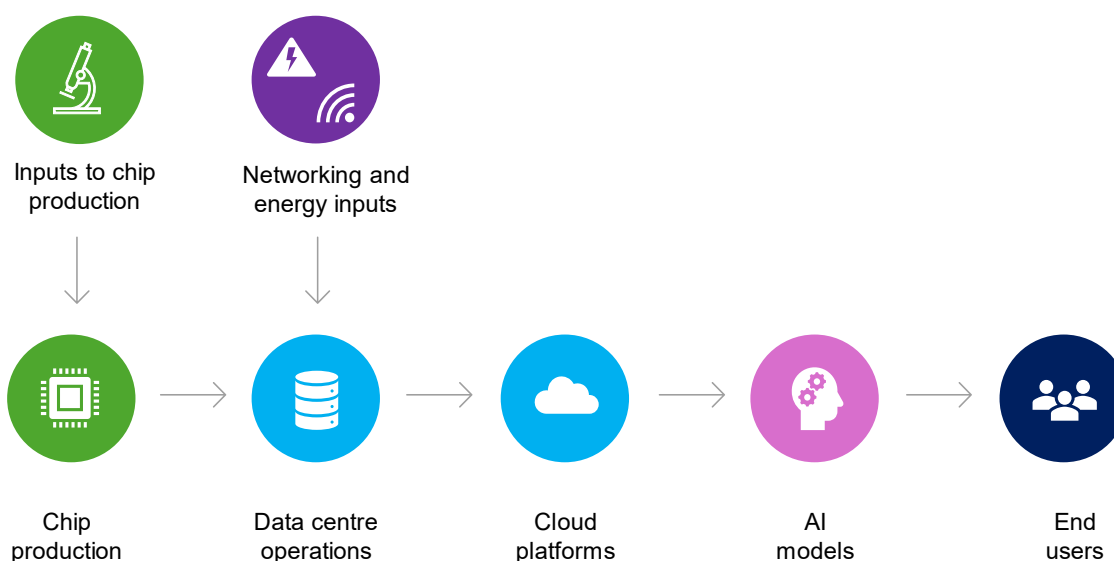 Inputs to chip
production
Networking and
energy inputs
Chip
production
Data centre
operations
Cloud
platforms
AI
models
End
users